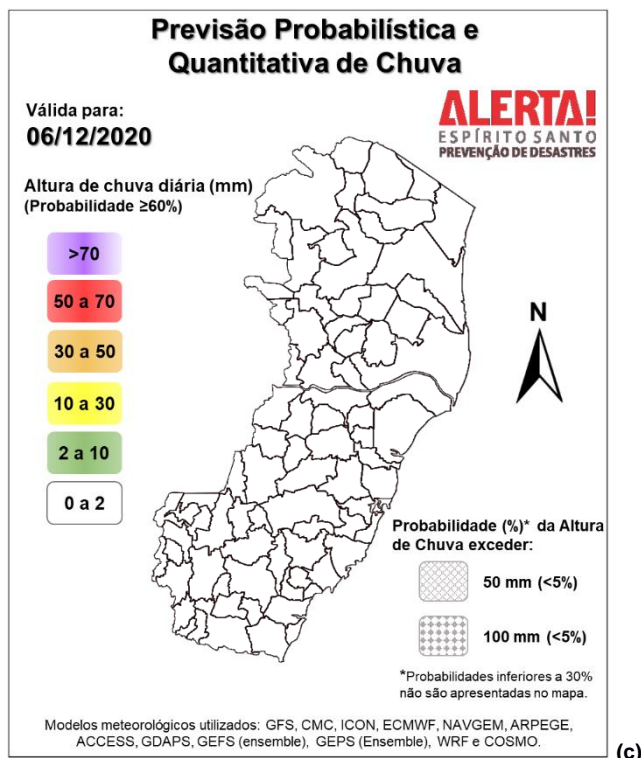 Previsão Probabilística e
Quantitativa de Chuva
Válida para:
06/12/2020
ALERTA!
ESPÍRITO SANTO
PREVENÇÃO DE DESASTRES
Altura de chuva diária (mm)
(Probabilidade ≥60%)
>70
50 a 70
30 a 50
10 a 30
2 a 10
0 a 2
N
Probabilidade (%)* da Altura
de Chuva exceder:
50 mm (<5%)
100 mm (<5%)
*Probabilidades inferiores a 30%
não são apresentadas no mapa.
Modelos meteorológicos utilizados: GFS, CMC, ICON, ECMWF, NAVGEM, ARPEGE,
ACCESS, GDAPS, GEFS (ensemble), GEPS (Ensemble), WRF e COSMO.
(c)